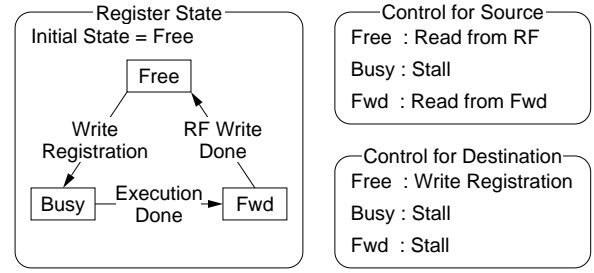 Register State
Initial State = Free
Free
Write
Registration
RF Write
Done
Busy
Execution
Done
Fwd
Control for Source
Free : Read from RF
Busy : Stall
Fwd : Read from Fwd
Control for Destination
Free : Write Registration
Busy : Stall
Fwd : Stall